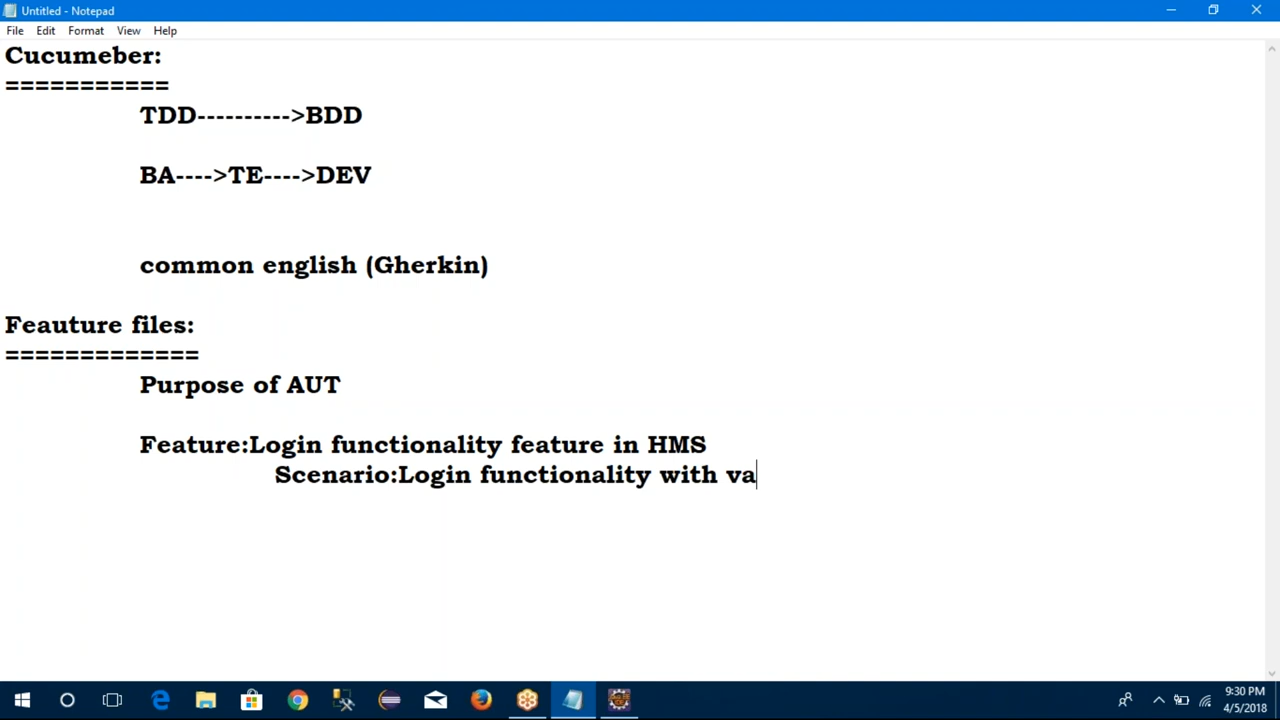 Untitled - Notepad
File Edit Format View Help
Cucumeber:
===========
TDD---------->BDD
BA---->TE---->DEV
common english (Gherkin)
Feauture files:
=============
Purpose of AUT
Feature:Login functionality feature in HMS
Scenario:Login functionality with va
9:30 PM
4/5/2018